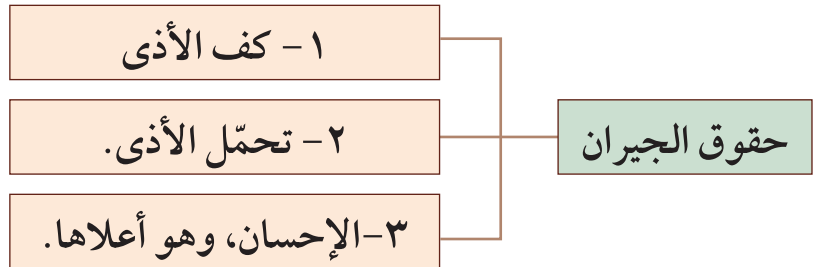 حقوق الجيران
١- كف الأذى
٢- تحمّل الأذى.
٣-الإحسان، وهو أعلاها.